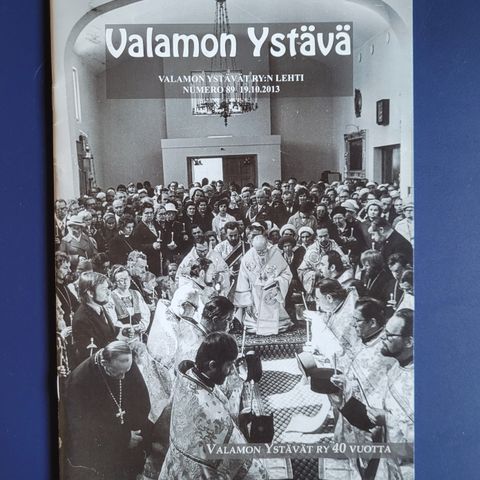 Valamon Ystävä
VALAMON YSTÄVÄT RY:N LEHTI
NUMERO 89 19.10.2013
VALAMON YSTÄVÄT RY 40 VUOTTA